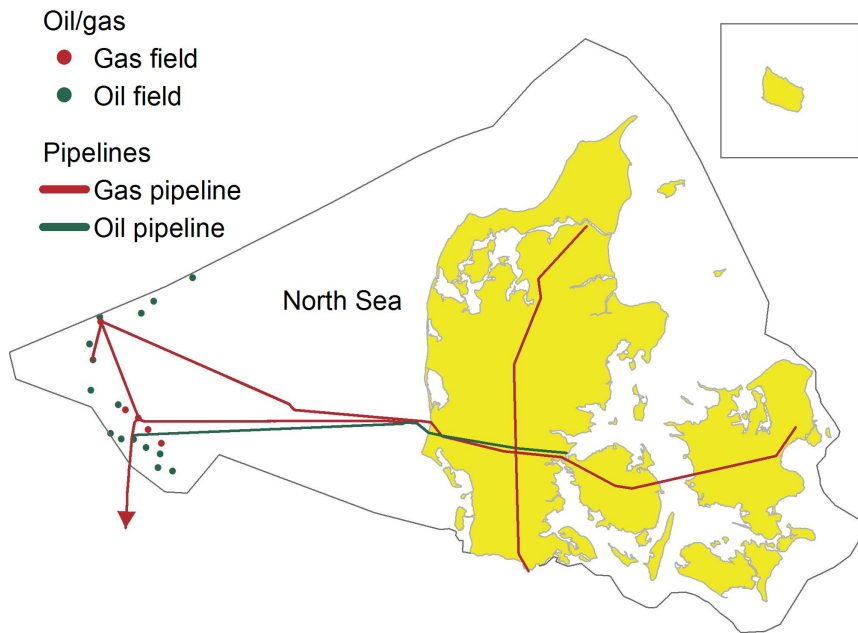 Oil/gas
Gas field
Oil field
Pipelines
Gas pipeline
Oil pipeline
North Sea